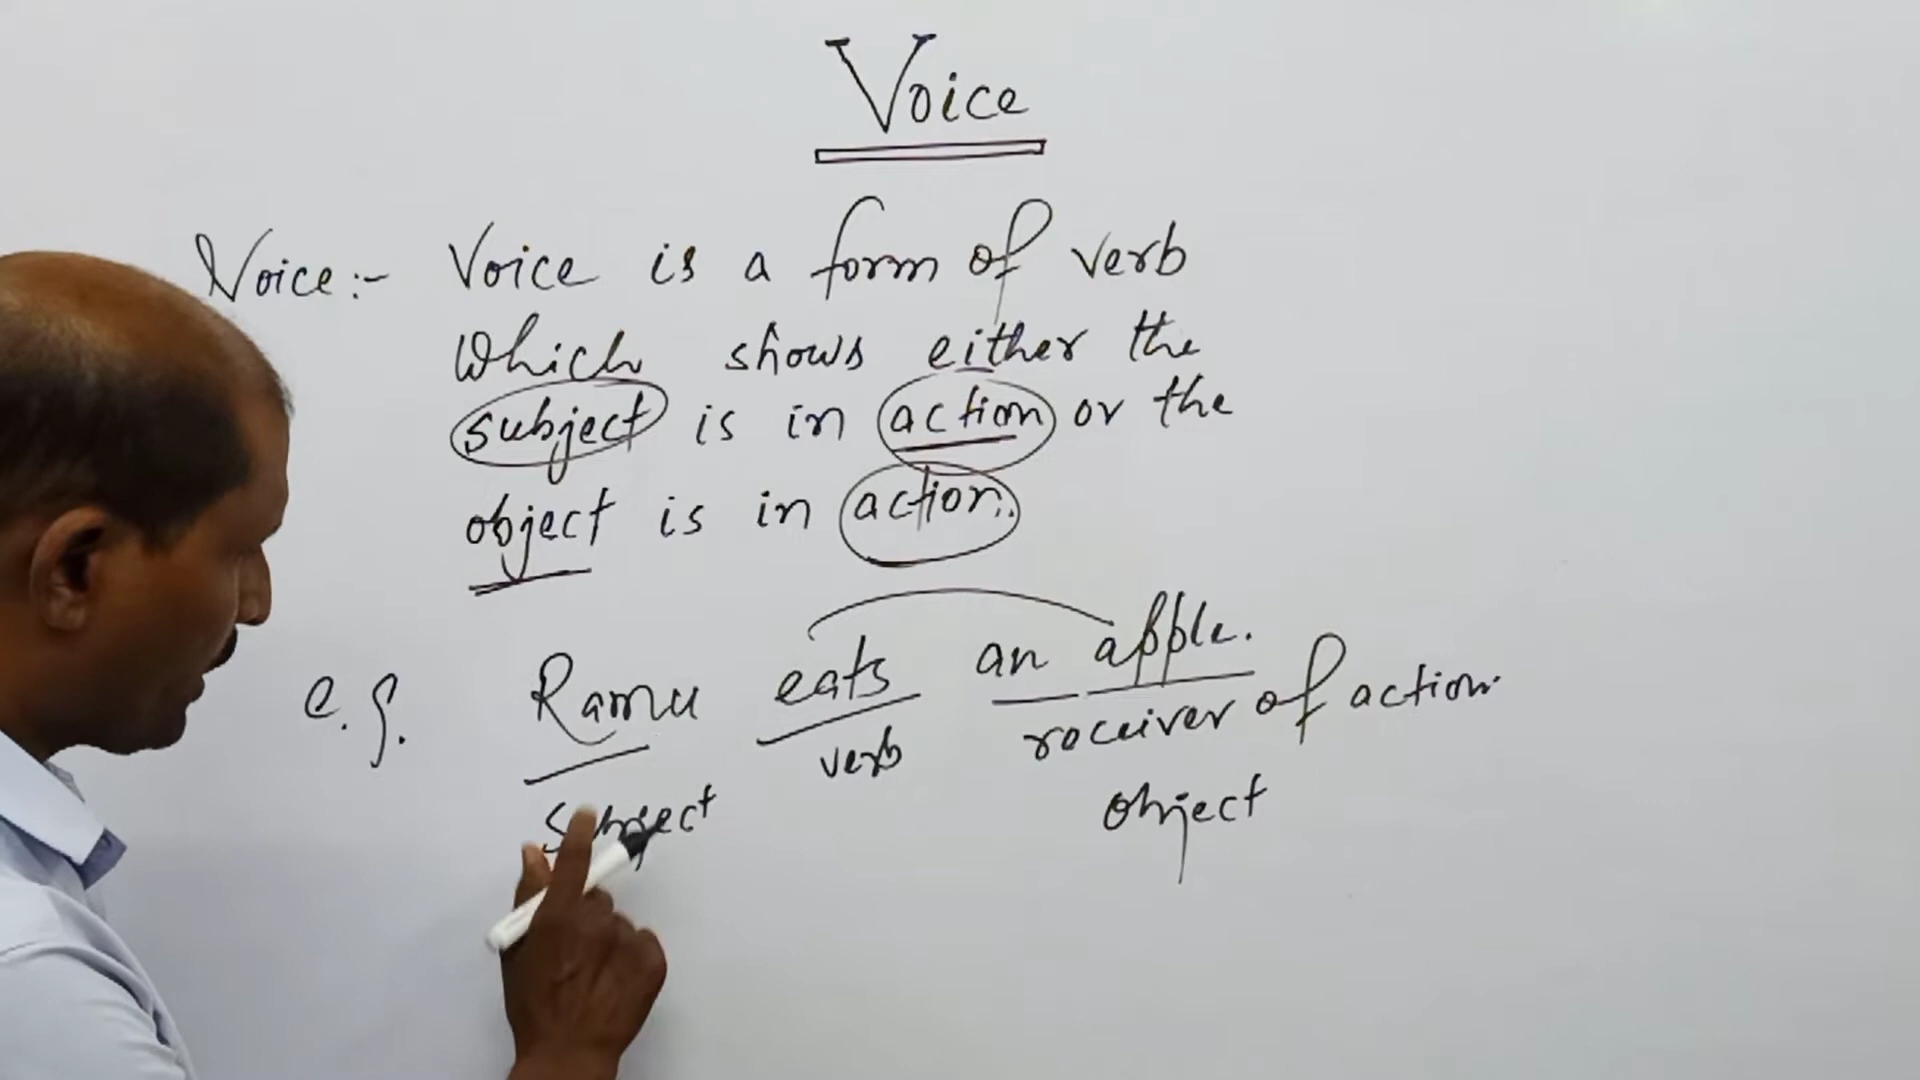 Voice
Voice:- Voice is a form of verb
which shows either the
subject is in action or the
object is in action.
e.g. Ramu eats an apple.
verb receiver of action.
subject object